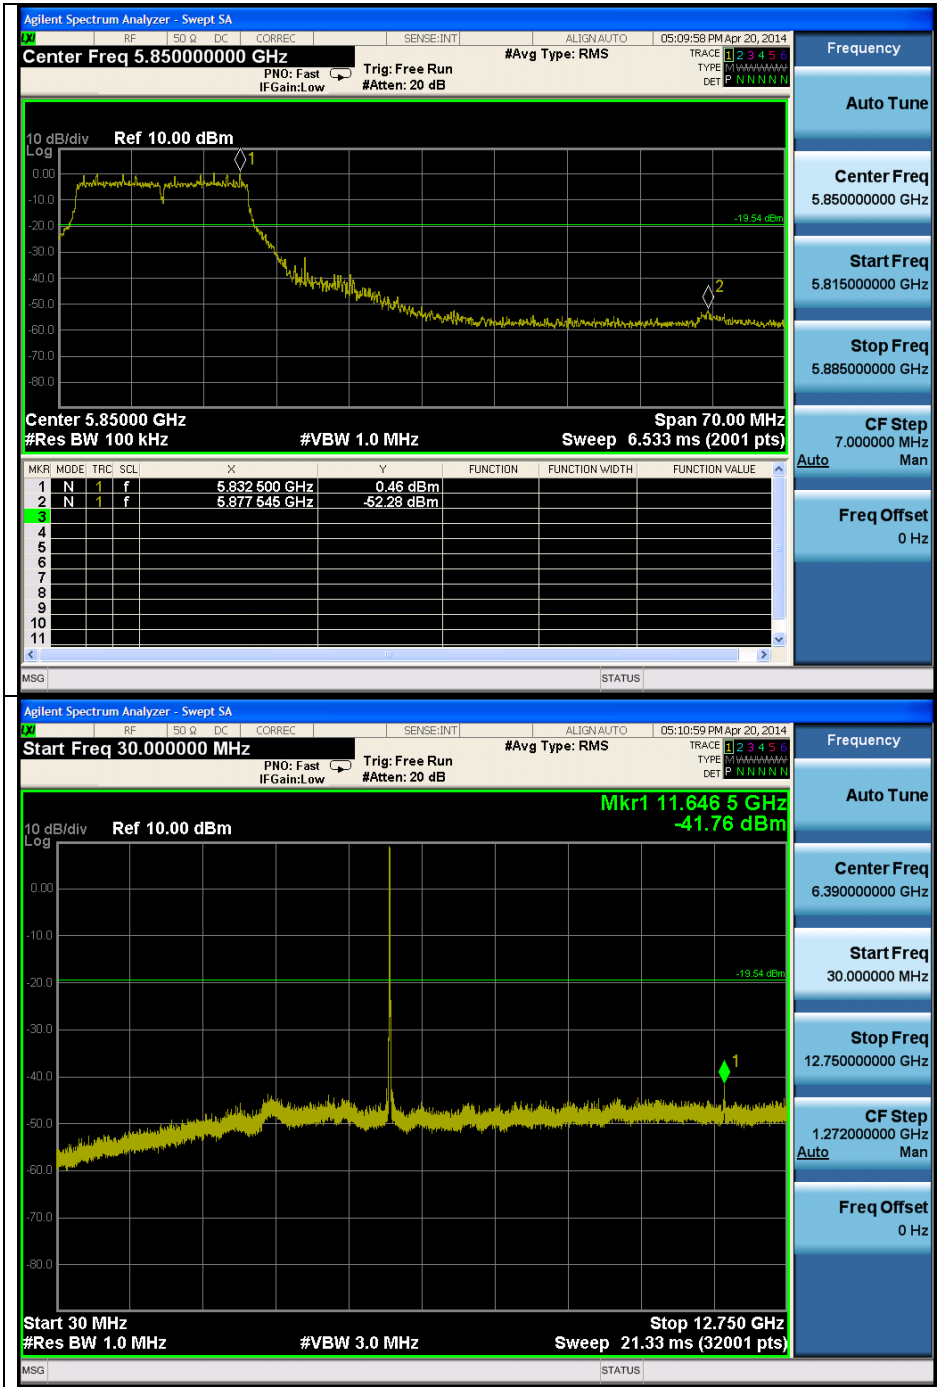 Agilent Spectrum Analyzer - Swept SA
LXI RF 50 Ω DC CORREC SENSE:INT ALIGN AUTO 05:09:58 PM Apr 20, 2014
Center Freq 5.850000000 GHz
PNO: Fast
IFGain:Low
Trig: Free Run
#Atten: 20 dB
#Avg Type: RMS
TRACE 1 2 3 4 5 6
TYPE M WWWWW
DET P N N N N N
10 dB/div Ref 10.00 dBm
Log
1
0.00
-10.0
-20.0
-19.54 dBm
-30.0
-40.0
2
-50.0
-60.0
-70.0
-80.0
Center 5.85000 GHz Span 70.00 MHz
#Res BW 100 kHz #VBW 1.0 MHz Sweep 6.533 ms (2001 pts)
MKR MODE TRC SCL X Y FUNCTION FUNCTION WIDTH FUNCTION VALUE
1 N 1 f 5.832 500 GHz 0.46 dBm
2 N 1 f 5.877 545 GHz -52.28 dBm
3
4
5
6
7
8
9
10
11
MSG STATUS
Frequency
Auto Tune
Center Freq
5.850000000 GHz
Start Freq
5.815000000 GHz
Stop Freq
5.885000000 GHz
CF Step
7.000000 MHz
Auto Man
Freq Offset
0 Hz
Agilent Spectrum Analyzer - Swept SA
LXI RF 50 Ω DC CORREC SENSE:INT ALIGN AUTO 05:10:59 PM Apr 20, 2014
Start Freq 30.000000 MHz
PNO: Fast
IFGain:Low
Trig: Free Run
#Atten: 20 dB
#Avg Type: RMS
TRACE 1 2 3 4 5 6
TYPE M WWWWW
DET P N N N N N
Mkr1 11.646 5 GHz
-41.76 dBm
10 dB/div Ref 10.00 dBm
Log
0.00
-10.0
-19.54 dBm
-20.0
-30.0
1
-40.0
-50.0
-60.0
-70.0
-80.0
Start 30 MHz Stop 12.750 GHz
#Res BW 1.0 MHz #VBW 3.0 MHz Sweep 21.33 ms (32001 pts)
MSG STATUS
Frequency
Auto Tune
Center Freq
6.390000000 GHz
Start Freq
30.000000 MHz
Stop Freq
12.750000000 GHz
CF Step
1.272000000 GHz
Auto Man
Freq Offset
0 Hz